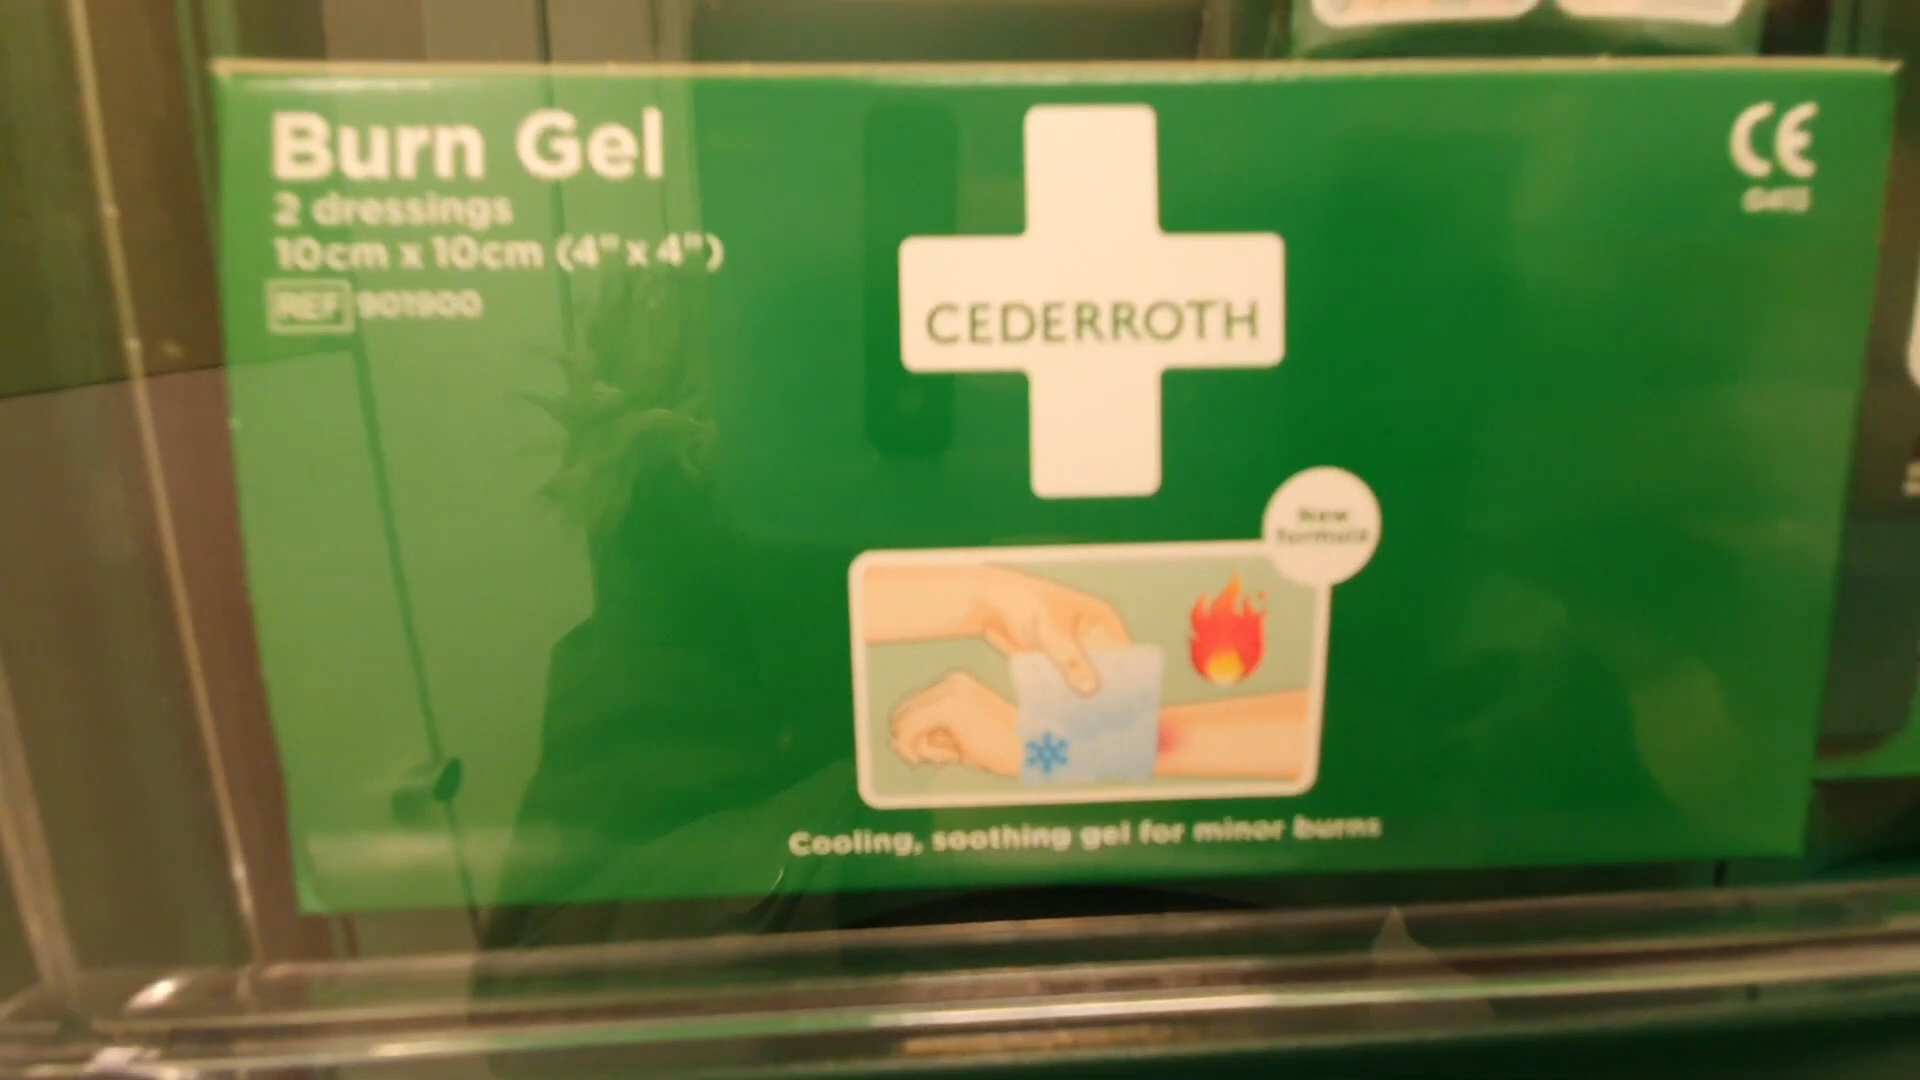 Burn Gel
2 dressings
10cm x 10cm (4" x 4")
REF 901900
CE
CEDERROTH
New
formula
Cooling, soothing gel for minor burns